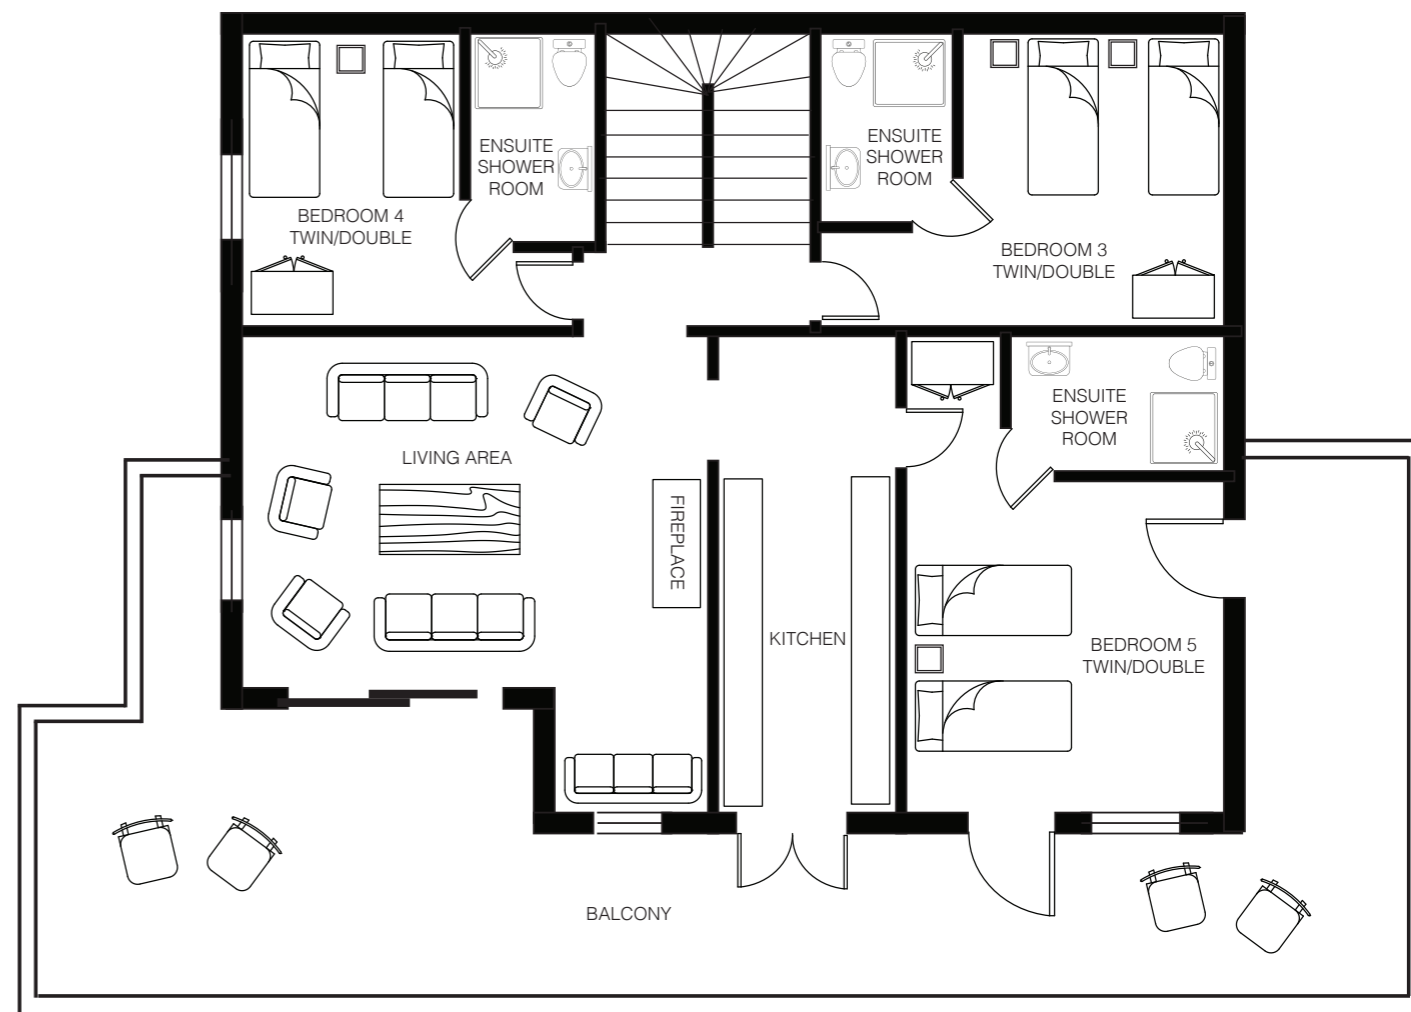 ENSUITE
SHOWER
ROOM
BEDROOM 4
TWIN/DOUBLE
ENSUITE
SHOWER
ROOM
BEDROOM 3
TWIN/DOUBLE
LIVING AREA
FIREPLACE
ENSUITE
SHOWER
ROOM
KITCHEN
BEDROOM 5
TWIN/DOUBLE
BALCONY